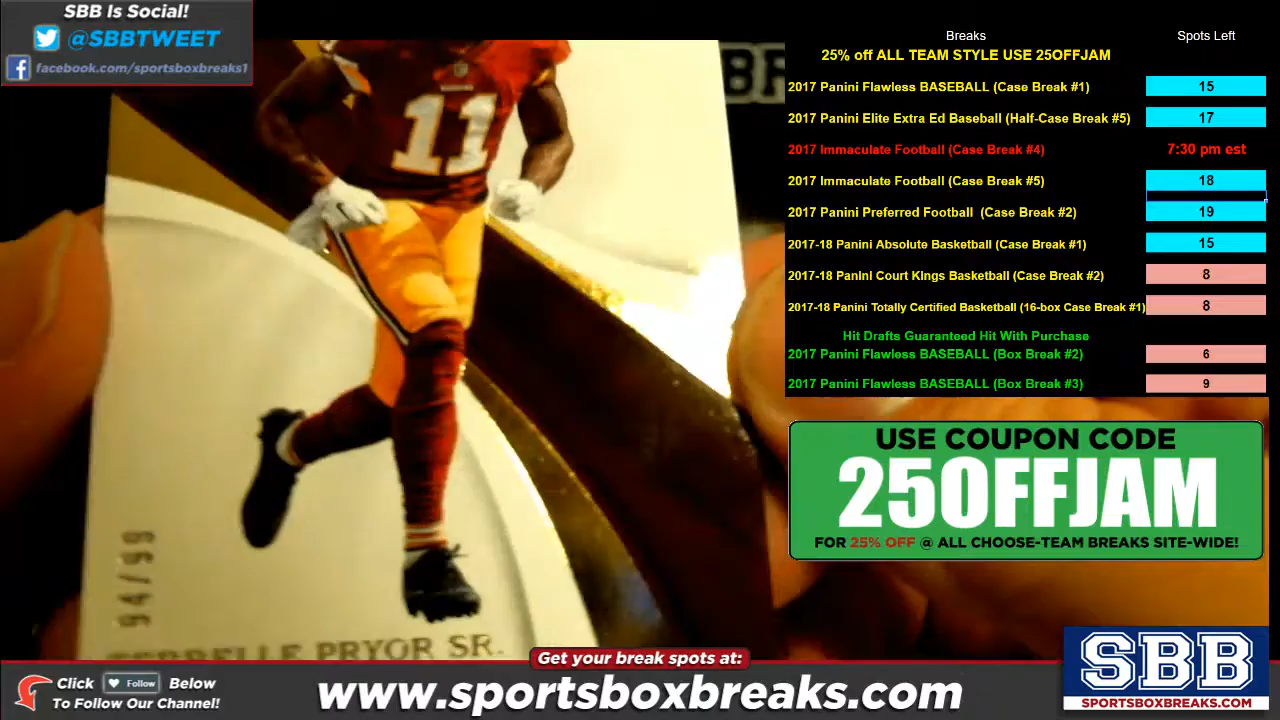 SBB Is Social!
@SBBTWEET
facebook.com/sportsboxbreaks1
11
94/99
PRYOR SR.
Breaks Spots Left
25% off ALL TEAM STYLE USE 25OFFJAM
2017 Panini Flawless BASEBALL (Case Break #1) 15
2017 Panini Elite Extra Ed Baseball (Half-Case Break #5) 17
2017 Immaculate Football (Case Break #4) 7:30 pm est
2017 Immaculate Football (Case Break #5) 18
2017 Panini Preferred Football (Case Break #2) 19
2017-18 Panini Absolute Basketball (Case Break #1) 15
2017-18 Panini Court Kings Basketball (Case Break #2) 8
2017-18 Panini Totally Certified Basketball (16-box Case Break #1) 8
Hit Drafts Guaranteed Hit With Purchase
2017 Panini Flawless BASEBALL (Box Break #2) 6
2017 Panini Flawless BASEBALL (Box Break #3) 9
USE COUPON CODE
25OFFJAM
FOR 25% OFF @ ALL CHOOSE-TEAM BREAKS SITE-WIDE!
Get your break spots at:
Click Follow Below
To Follow Our Channel!
www.sportsboxbreaks.com
SBB
SPORTSBOXBREAKS.COM